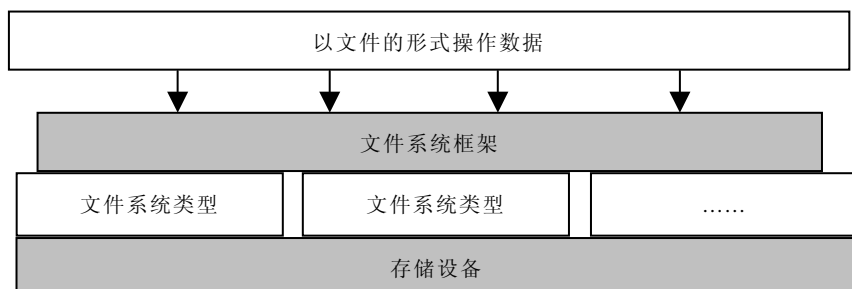 以文件的形式操作数据
文件系统框架
文件系统类型
文件系统类型
……
存储设备